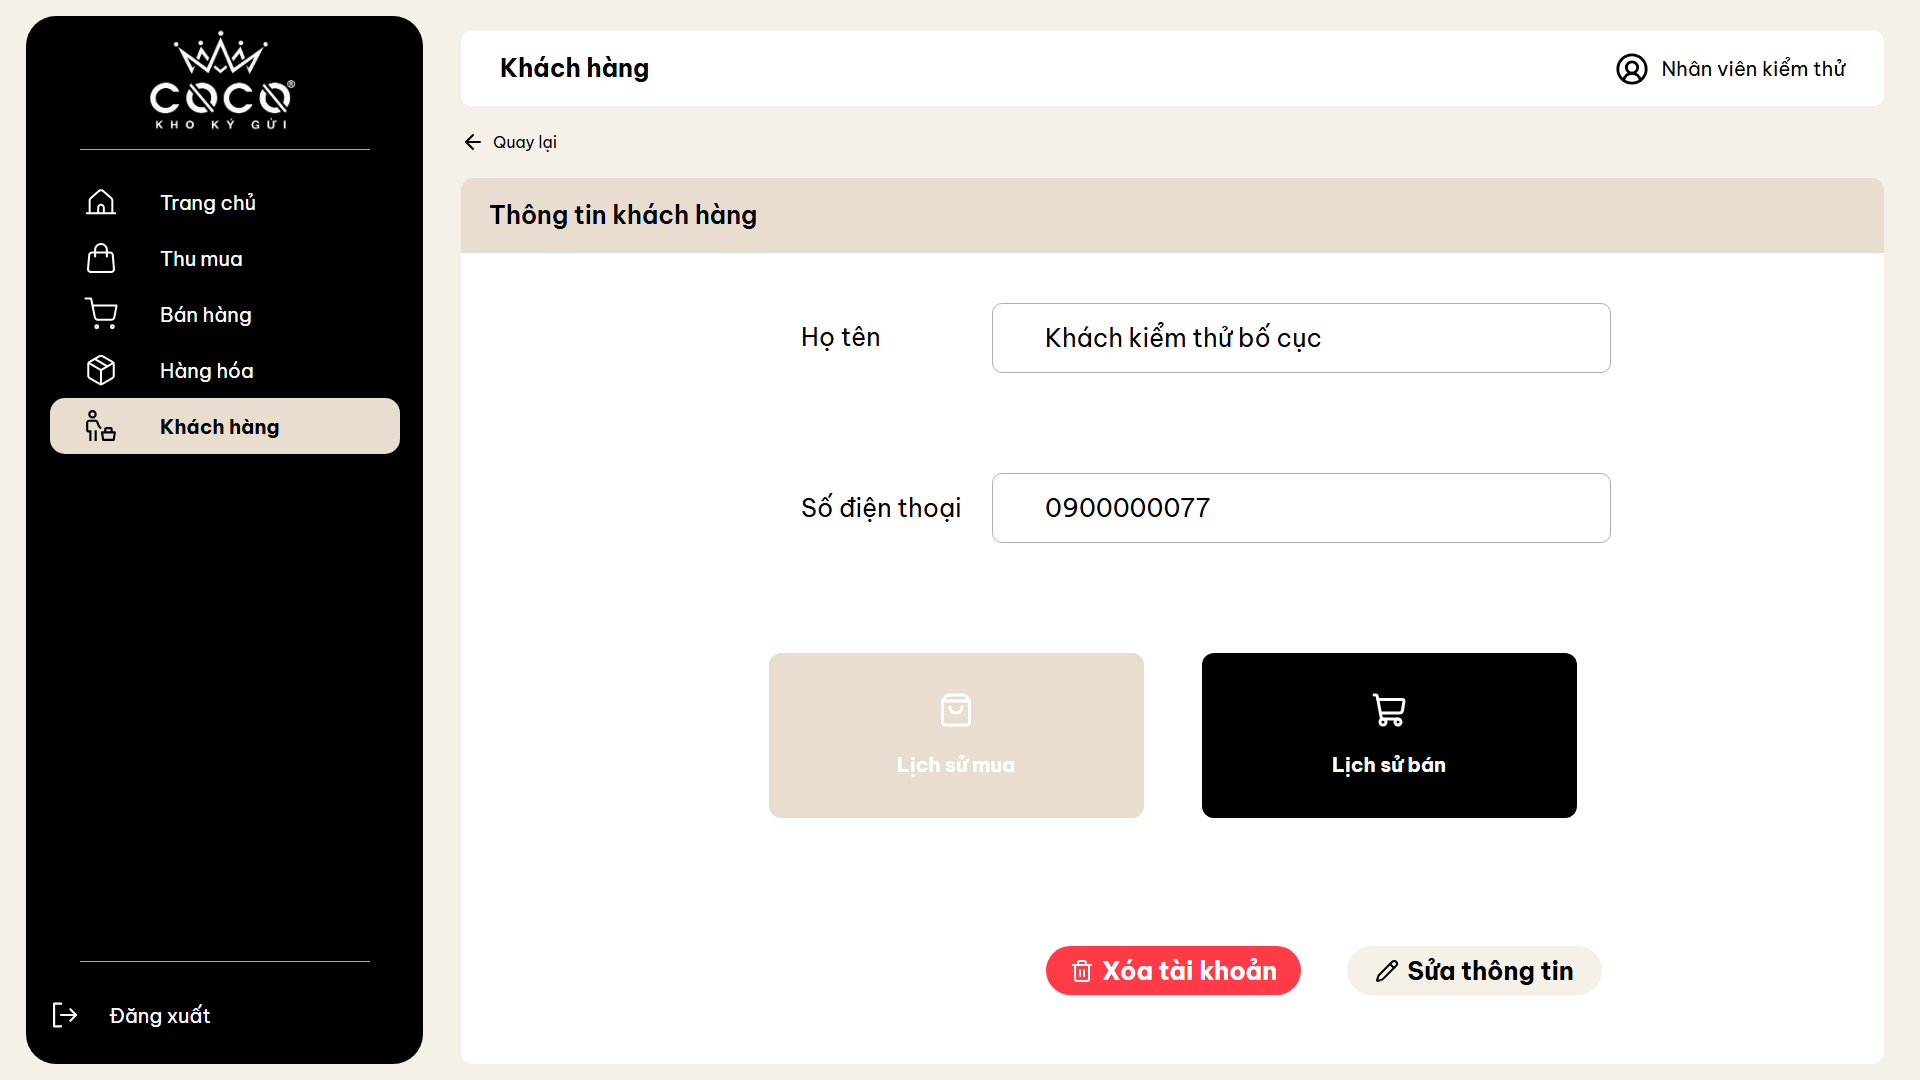 COCO®
KHO KÝ GỬI
Trang chủ
Thu mua
Bán hàng
Hàng hóa
Khách hàng
Đăng xuất
Khách hàng
Nhân viên kiểm thử
Quay lại
Thông tin khách hàng
Họ tên
Khách kiểm thử bố cục
Số điện thoại
0900000077
Lịch sử mua
Lịch sử bán
Xóa tài khoản
Sửa thông tin